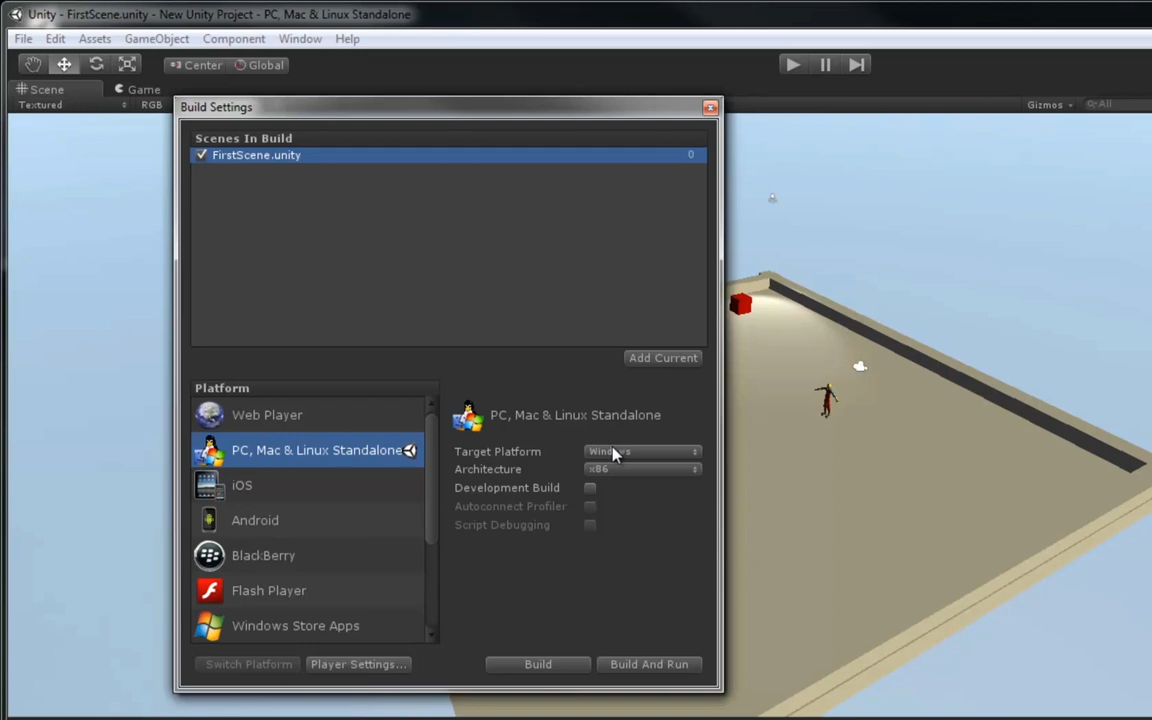 Unity - FirstScene.unity - New Unity Project - PC, Mac & Linux Standalone
File Edit Assets GameObject Component Window Help
Center Global
Scene Game
Textured RGB Gizmos All
Build Settings
Scenes In Build
FirstScene.unity 0
Add Current
Platform
Web Player
PC, Mac & Linux Standalone
iOS
Android
BlackBerry
Flash Player
Windows Store Apps
PC, Mac & Linux Standalone
Target Platform Windows
Architecture x86
Development Build
Autoconnect Profiler
Script Debugging
Switch Platform Player Settings... Build Build And Run